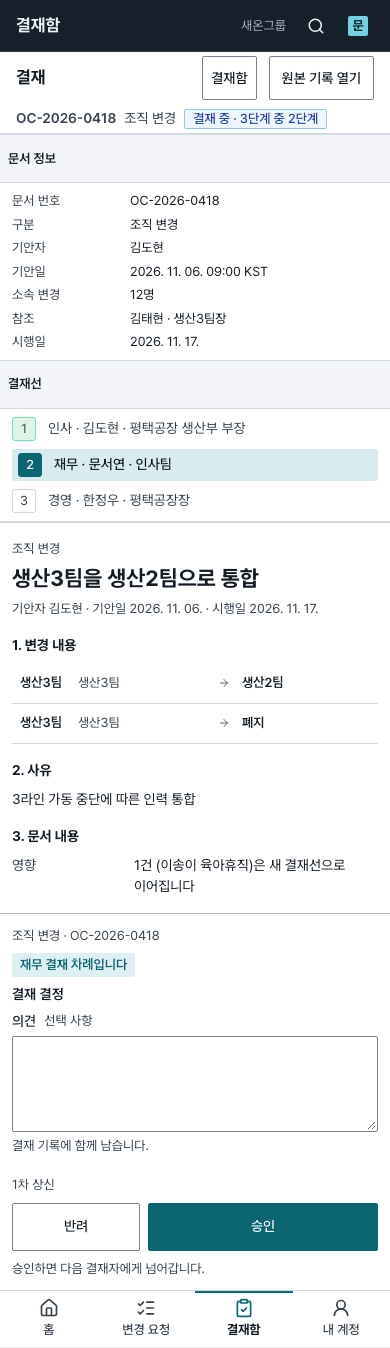 결재함
새온그룹
문
결재
결재함
원본 기록 열기
OC-2026-0418 조직 변경 결재 중 · 3단계 중 2단계
문서 정보
문서 번호 OC-2026-0418
구분 조직 변경
기안자 김도현
기안일 2026. 11. 06. 09:00 KST
소속 변경 12명
참조 김태현 · 생산3팀장
시행일 2026. 11. 17.
결재선
1 인사 · 김도현 · 평택공장 생산부 부장
2 재무 · 문서연 · 인사팀
3 경영 · 한정우 · 평택공장장
조직 변경
생산3팀을 생산2팀으로 통합
기안자 김도현 · 기안일 2026. 11. 06. · 시행일 2026. 11. 17.
1. 변경 내용
생산3팀 생산3팀 → 생산2팀
생산3팀 생산3팀 → 폐지
2. 사유
3라인 가동 중단에 따른 인력 통합
3. 문서 내용
영향 1건 (이송이 육아휴직)은 새 결재선으로
이어집니다
조직 변경 · OC-2026-0418
재무 결재 차례입니다
결재 결정
의견 선택 사항
결재 기록에 함께 남습니다.
1차 상신
반려
승인
승인하면 다음 결재자에게 넘어갑니다.
홈
변경 요청
결재함
내 계정